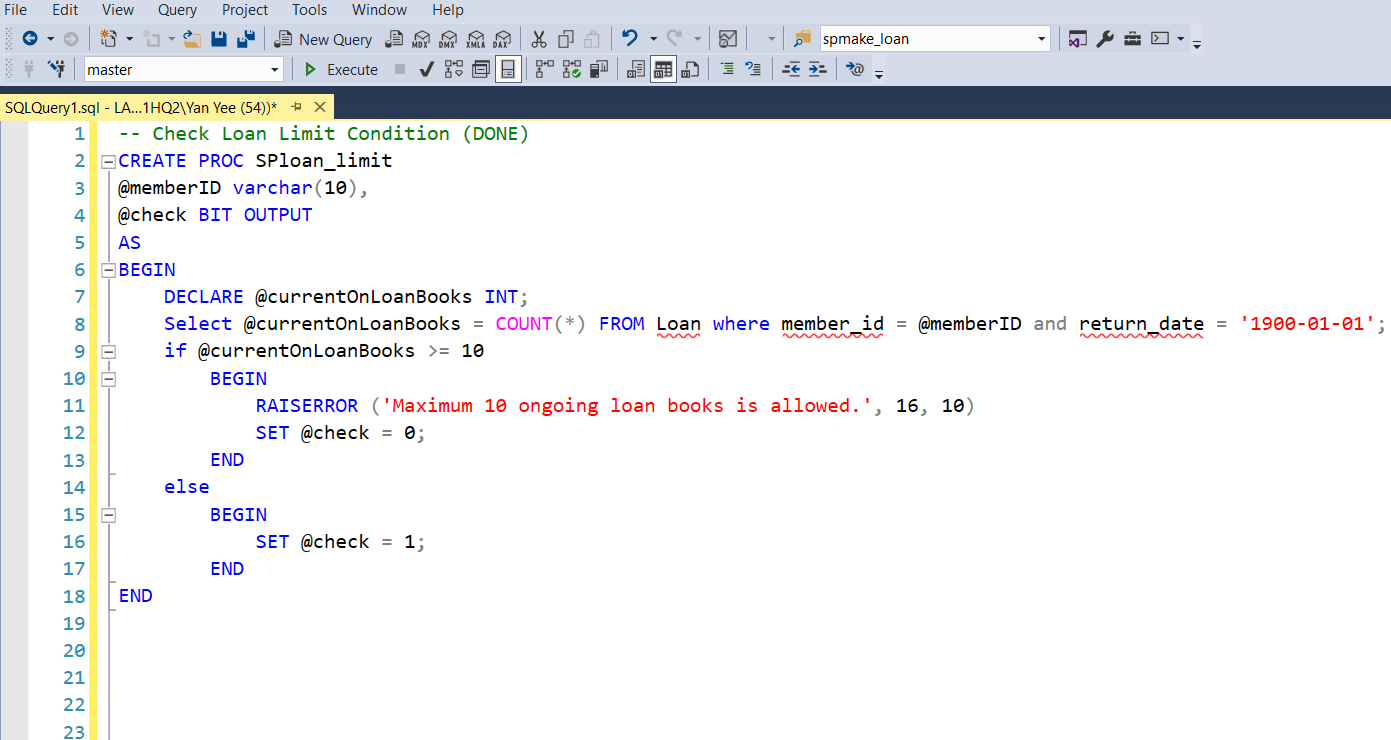 File Edit View Query Project Tools Window Help
New Query MDX DMX XMLA DAX spmake_loan
master Execute
SQLQuery1.sql - LA...1HQ2\Yan Yee (54))*
1 -- Check Loan Limit Condition (DONE)
2 CREATE PROC SPloan_limit
3 @memberID varchar(10),
4 @check BIT OUTPUT
5 AS
6 BEGIN
7 DECLARE @currentOnLoanBooks INT;
8 Select @currentOnLoanBooks = COUNT(*) FROM Loan where member_id = @memberID and return_date = '1900-01-01';
9 if @currentOnLoanBooks >= 10
10 BEGIN
11 RAISERROR ('Maximum 10 ongoing loan books is allowed.', 16, 10)
12 SET @check = 0;
13 END
14 else
15 BEGIN
16 SET @check = 1;
17 END
18 END
19
20
21
22
23